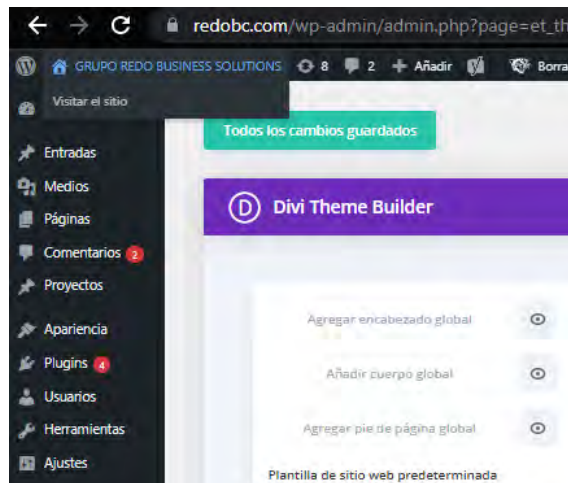 redobc.com/wp-admin/admin.php?page=et_th
GRUPO REDO BUSINESS SOLUTIONS 8 2 + Añadir Borra
Visitar el sitio
Todos los cambios guardados
Entradas
Medios
Páginas
Comentarios 2
Proyectos
Apariencia
Plugins 4
Usuarios
Herramientas
Ajustes
D Divi Theme Builder
Agregar encabezado global
Añadir cuerpo global
Agregar pie de página global
Plantilla de sitio web predeterminada